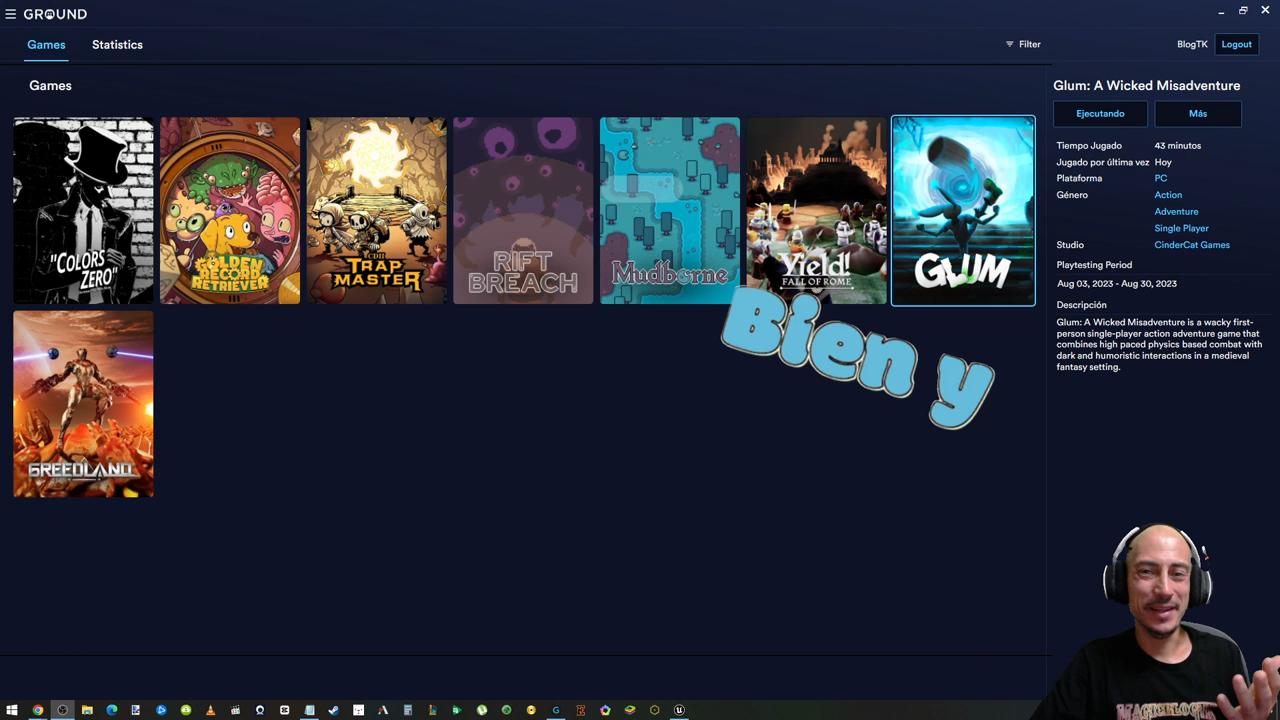 GROUND
Games
Statistics
Filter
BlogTK
Logout
Games
"COLORS ZERO"
GOLDEN RECORD RETRIEVER
CD 2
TRAP MASTER
RIFT BREACH
Mudborne
Yield!
FALL OF ROME
GLUM
GREEDLAND
Bien y
Glum: A Wicked Misadventure
Ejecutando
Más
Tiempo Jugado 43 minutos
Jugado por última vez Hoy
Plataforma PC
Género Action
Adventure
Single Player
Studio CinderCat Games
Playtesting Period
Aug 03, 2023 - Aug 30, 2023
Descripción
Glum: A Wicked Misadventure is a wacky first-
person single-player action adventure game that
combines high paced physics based combat with
dark and humoristic interactions in a medieval
fantasy setting.